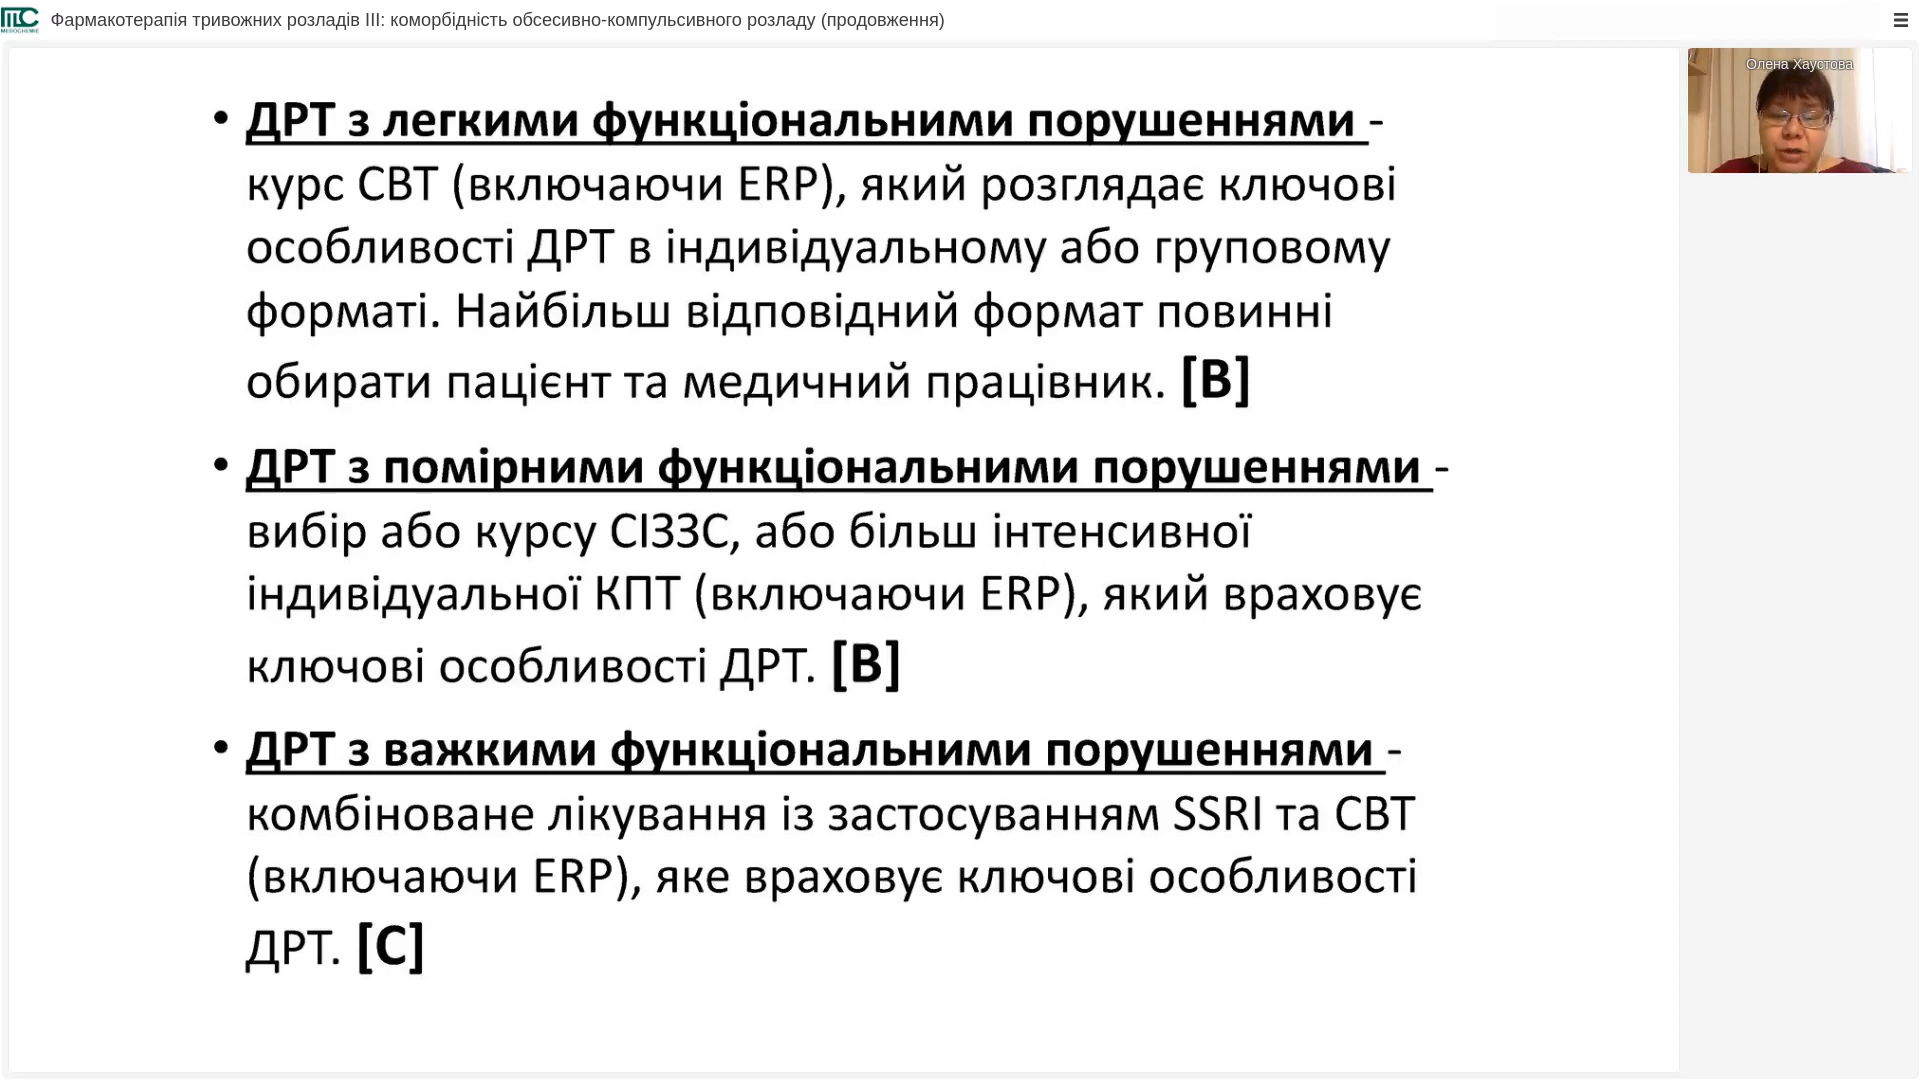 Фармакотерапія тривожних розладів III: коморбідність обсесивно-компульсивного розладу (продовження)
MEDOCHEMIE
Олена Хаустова
• ДРТ з легкими функціональними порушеннями -
курс СВТ (включаючи ERP), який розглядає ключові
особливості ДРТ в індивідуальному або груповому
форматі. Найбільш відповідний формат повинні
обирати пацієнт та медичний працівник. [B]
• ДРТ з помірними функціональними порушеннями -
вибір або курсу СІЗЗС, або більш інтенсивної
індивідуальної КПТ (включаючи ERP), який враховує
ключові особливості ДРТ. [B]
• ДРТ з важкими функціональними порушеннями -
комбіноване лікування із застосуванням SSRI та СВТ
(включаючи ERP), яке враховує ключові особливості
ДРТ. [C]